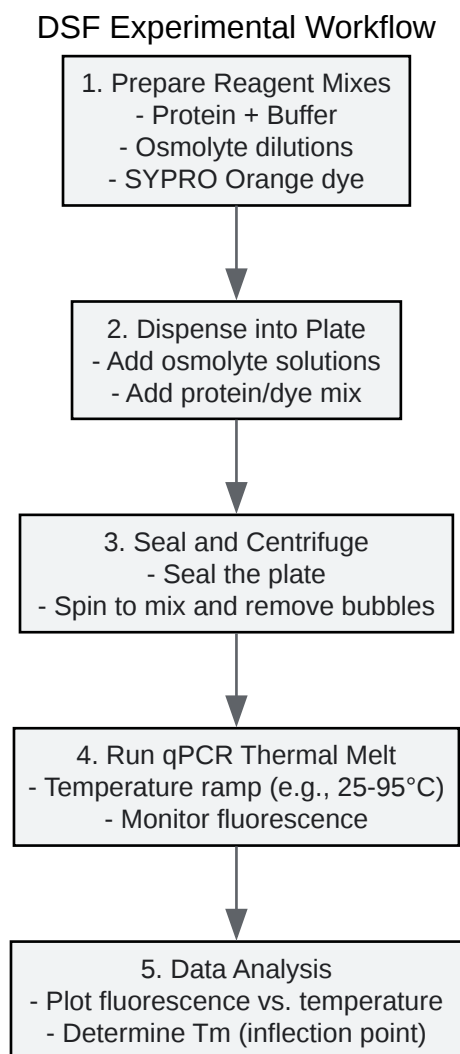 DSF Experimental Workflow
1. Prepare Reagent Mixes
- Protein + Buffer
- Osmolyte dilutions
- SYPRO Orange dye
2. Dispense into Plate
- Add osmolyte solutions
- Add protein/dye mix
3. Seal and Centrifuge
- Seal the plate
- Spin to mix and remove bubbles
4. Run qPCR Thermal Melt
- Temperature ramp (e.g., 25-95°C)
- Monitor fluorescence
5. Data Analysis
- Plot fluorescence vs. temperature
- Determine Tm (inflection point)